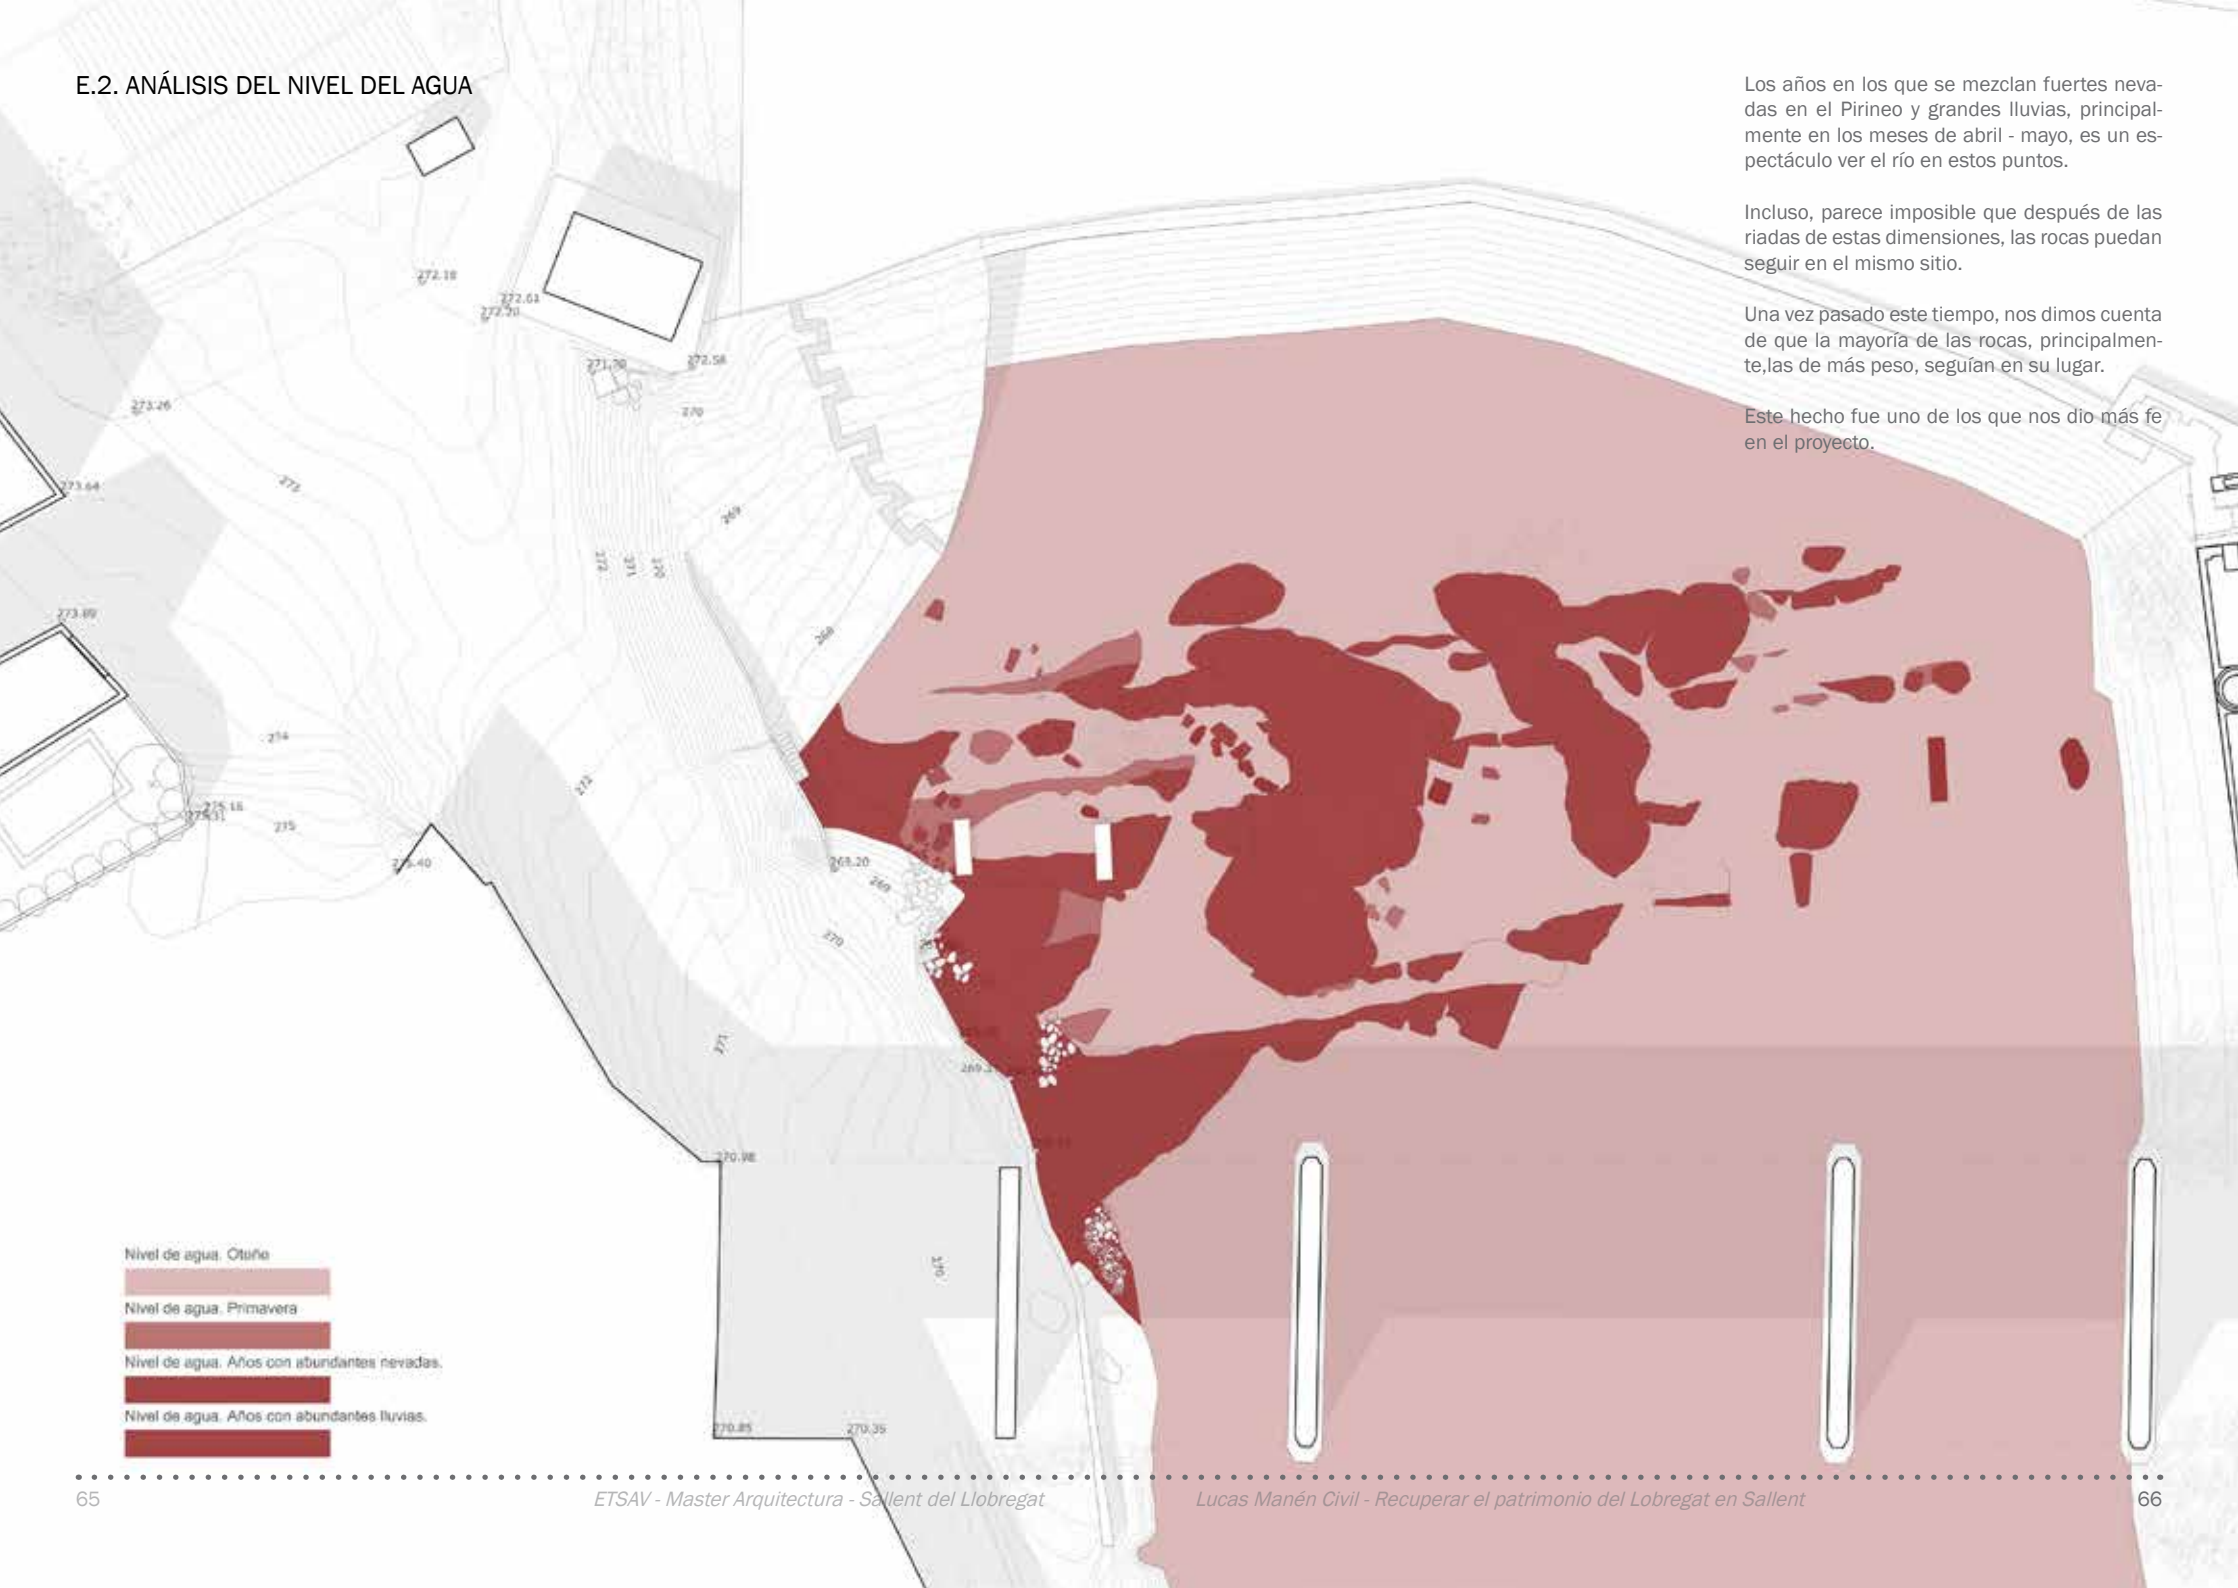 E.2. ANÁLISIS DEL NIVEL DEL AGUA
Los años en los que se mezclan fuertes neva-
das en el Pirineo y grandes lluvias, principal-
mente en los meses de abril - mayo, es un es-
pectáculo ver el río en estos puntos.
Incluso, parece imposible que después de las
riadas de estas dimensiones, las rocas puedan
seguir en el mismo sitio.
Una vez pasado este tiempo, nos dimos cuenta
de que la mayoría de las rocas, principalmen-
te,las de más peso, seguían en su lugar.
Este hecho fue uno de los que nos dio más fe
en el proyecto.
272.18
272.61
272.20
271.70
272.58
270
273.26
273.64
273
269
272
271
270
273.89
268
274
272
275.16
275
275.40
269.20
269
270
271
270.98
270
270.85
270.35
Nivel de agua. Otoño
Nivel de agua. Primavera
Nivel de agua. Años con abundantes nevadas.
Nivel de agua. Años con abundantes lluvias.
65
ETSAV - Master Arquitectura - Sallent del Llobregat
Lucas Manén Civil - Recuperar el patrimonio del Lobregat en Sallent
66